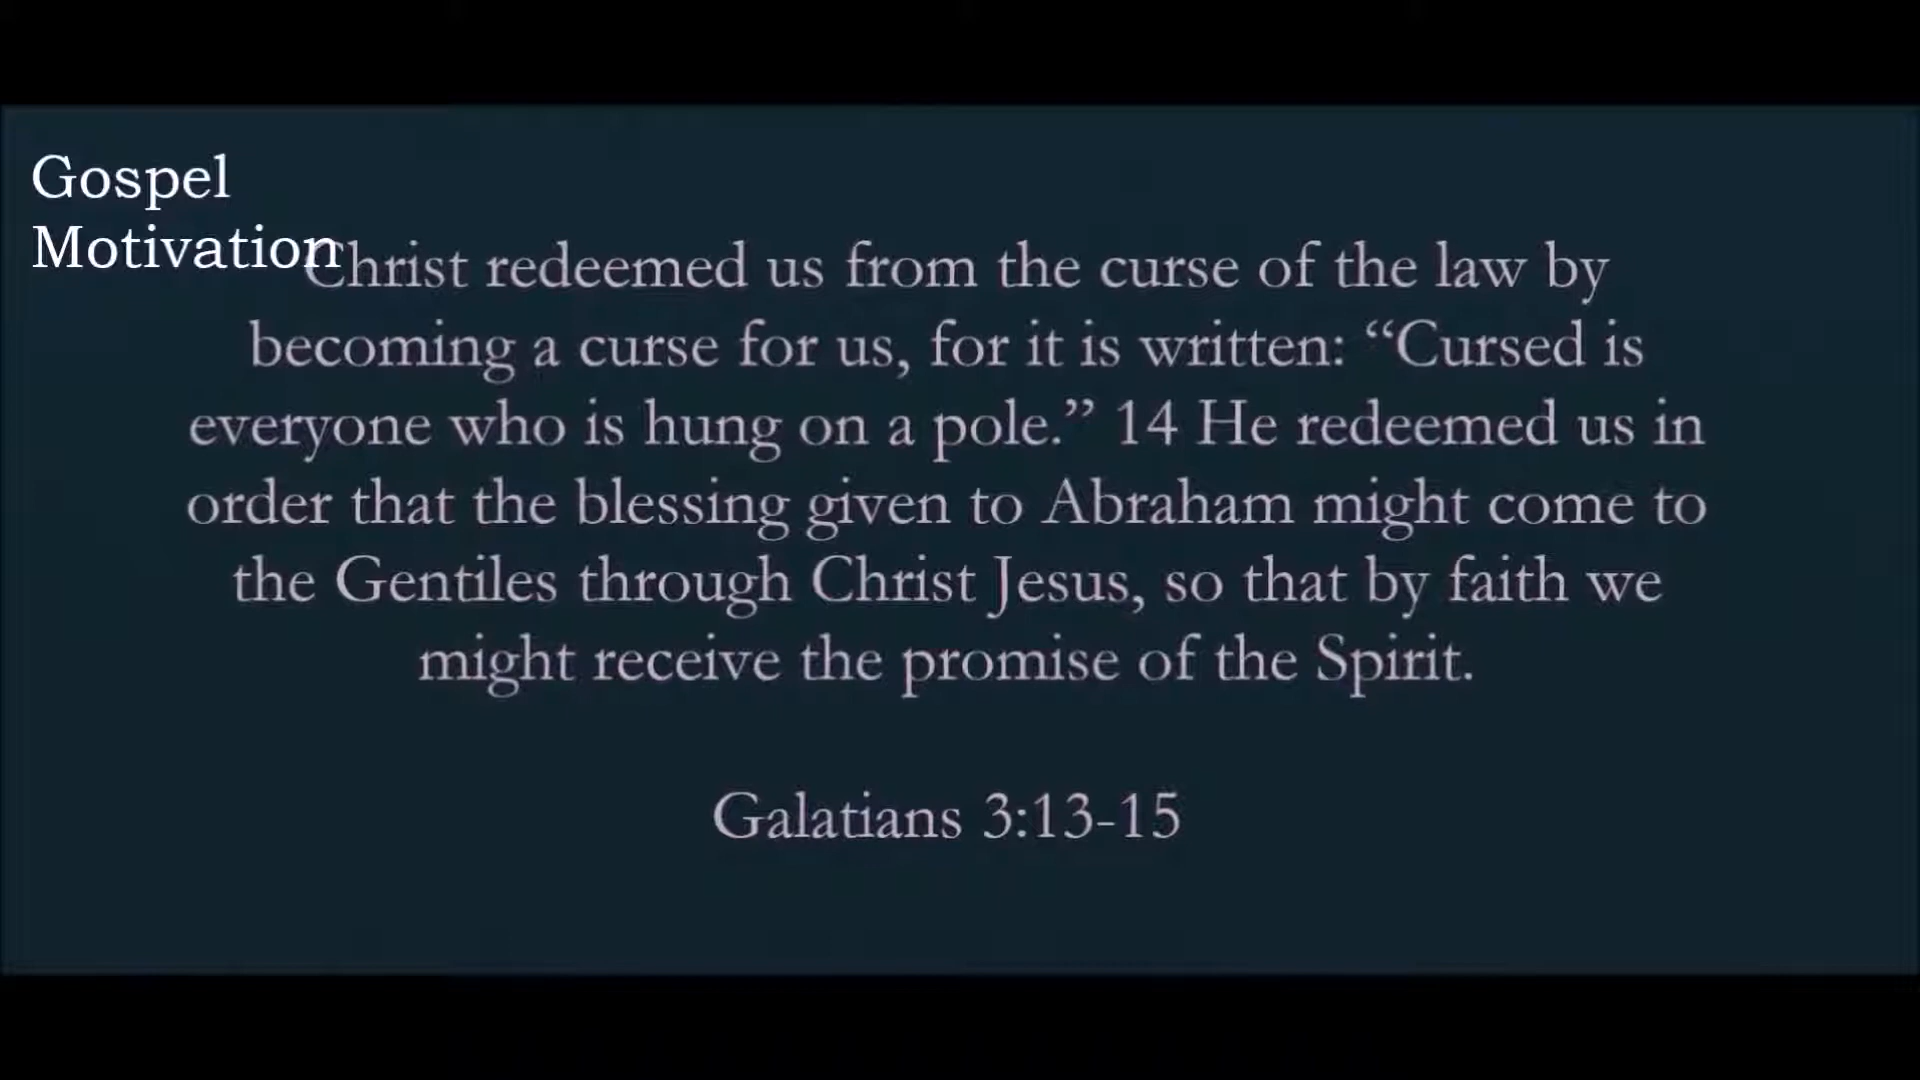 Gospel
Motivation
Christ redeemed us from the curse of the law by
becoming a curse for us, for it is written: “Cursed is
everyone who is hung on a pole.” 14 He redeemed us in
order that the blessing given to Abraham might come to
the Gentiles through Christ Jesus, so that by faith we
might receive the promise of the Spirit.
Galatians 3:13-15